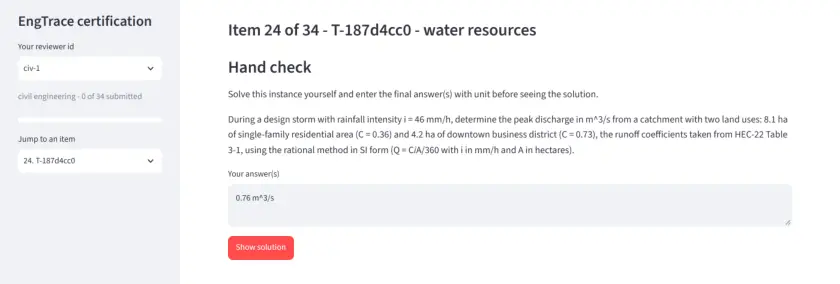 EngTrace certification
Your reviewer id
civ-1
civil engineering - 0 of 34 submitted
Jump to an item
24. T-187d4cc0
Item 24 of 34 - T-187d4cc0 - water resources
Hand check
Solve this instance yourself and enter the final answer(s) with unit before seeing the solution.
During a design storm with rainfall intensity i = 46 mm/h, determine the peak discharge in m^3/s from a catchment with two land uses: 8.1 ha
of single-family residential area (C = 0.36) and 4.2 ha of downtown business district (C = 0.73), the runoff coefficients taken from HEC-22 Table
3-1, using the rational method in SI form (Q = C/A/360 with i in mm/h and A in hectares).
Your answer(s)
0.76 m^3/s
Show solution